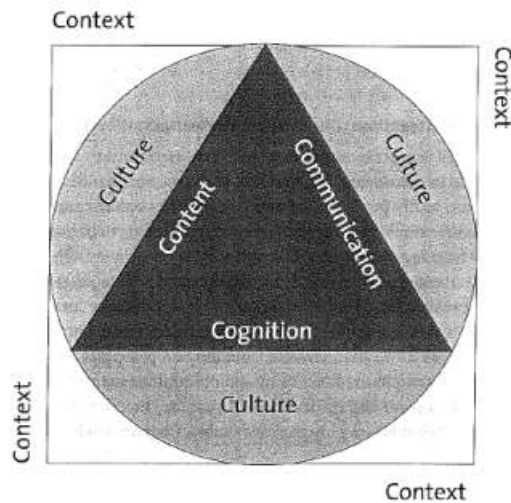 Context
Context
Culture
Culture
Content
Communication
Cognition
Culture
Context
Context